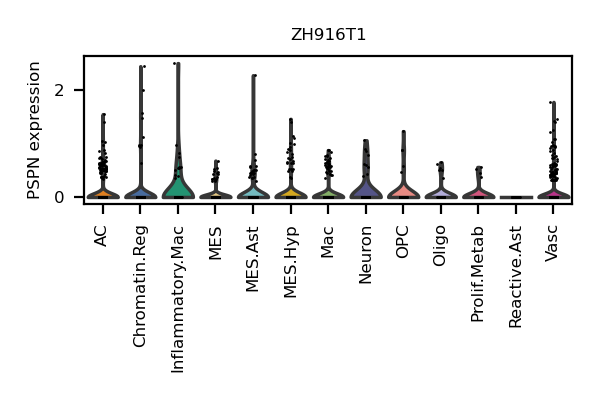 ZH916T1
PSPN expression
2
0
AC
Chromatin.Reg
Inflammatory.Mac
MES
MES.Ast
MES.Hyp
Mac
Neuron
OPC
Oligo
Prolif.Metab
Reactive.Ast
Vasc